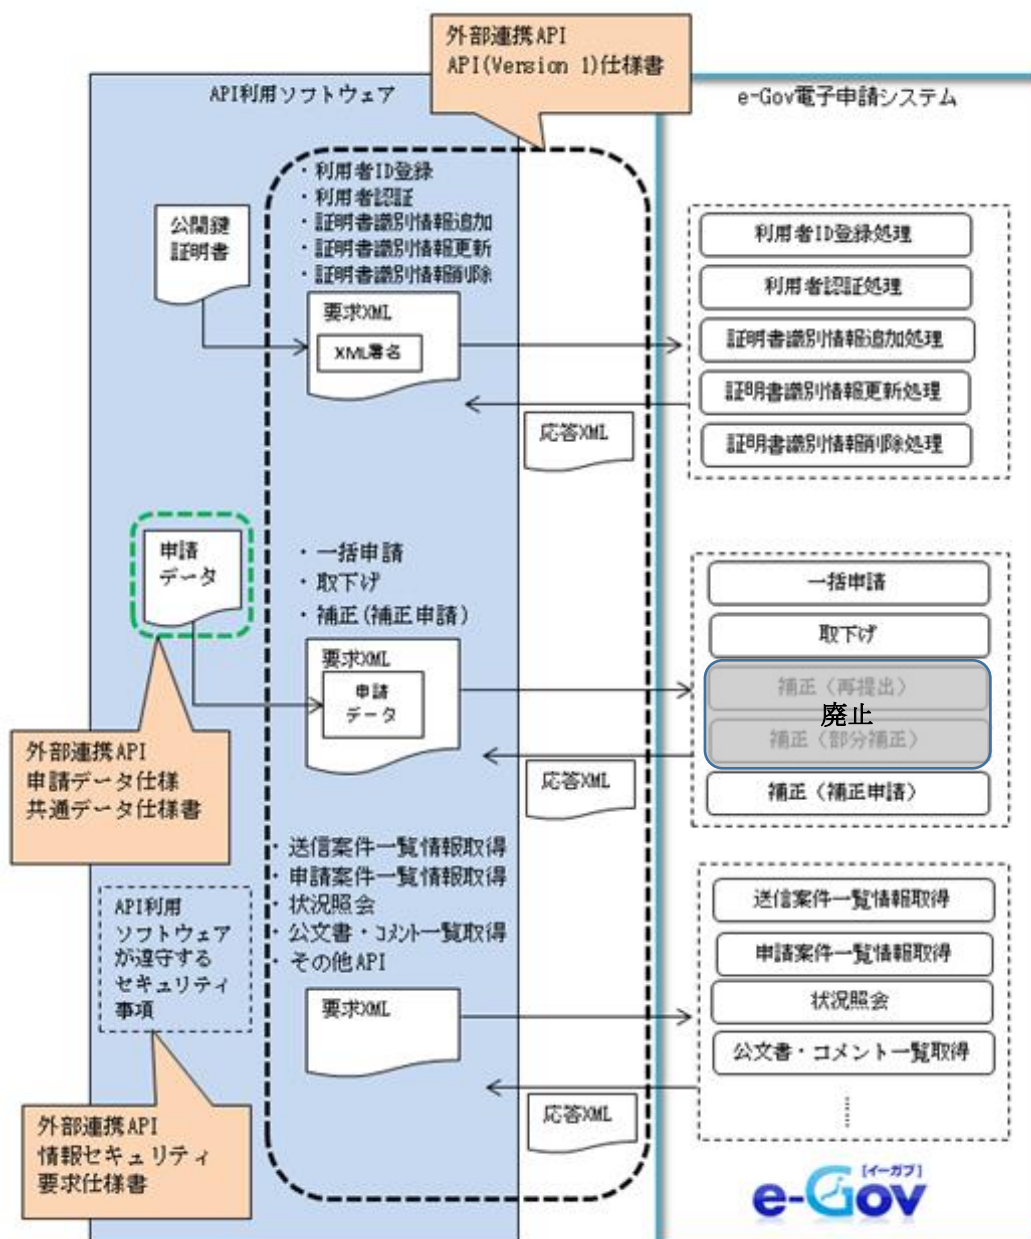 外部連携API
API(Version 1)仕様書
API利用ソフトウェア
e-Gov電子申請システム
公開鍵
証明書
・利用者ID登録
・利用者認証
・証明書識別情報追加
・証明書識別情報更新
・証明書識別情報削除
要求XML
XML署名
応答XML
利用者ID登録処理
利用者認証処理
証明書識別情報追加処理
証明書識別情報更新処理
証明書識別情報削除処理
申請
データ
・一括申請
・取下げ
・補正(補正申請)
要求XML
申請
データ
応答XML
一括申請
取下げ
補正（再提出）
廃止
補正（部分補正）
補正（補正申請）
外部連携API
申請データ仕様
共通データ仕様書
・送信案件一覧情報取得
・申請案件一覧情報取得
・状況照会
・公文書・コメント一覧取得
・その他API
要求XML
応答XML
送信案件一覧情報取得
申請案件一覧情報取得
状況照会
公文書・コメント一覧取得
API利用
ソフトウェア
が遵守する
セキュリティ
事項
外部連携API
情報セキュリティ
要求仕様書
[イーガブ]
e-Gov